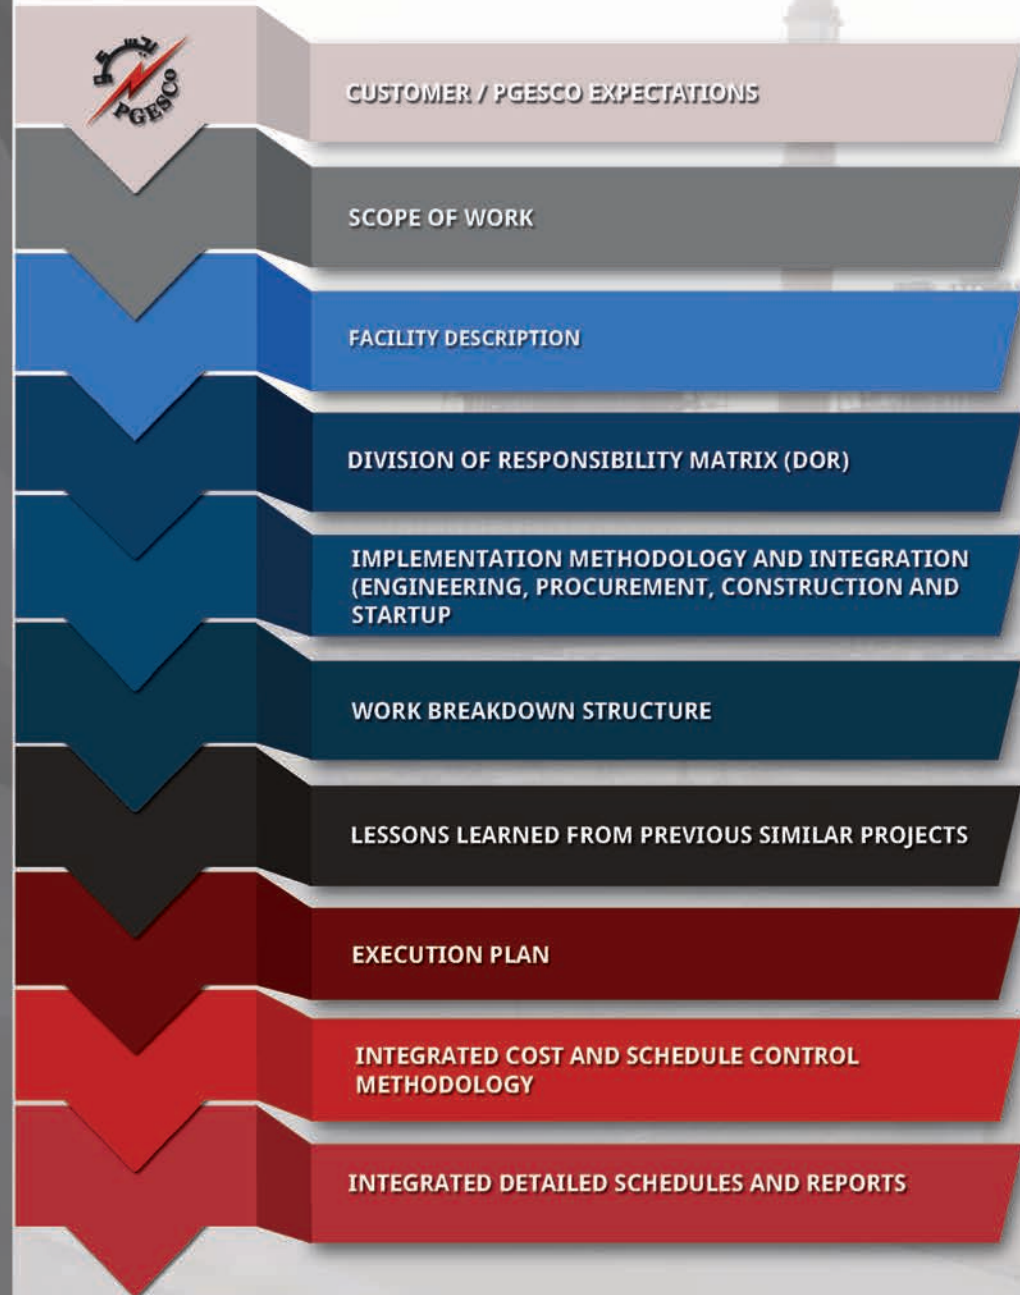 بجسكو
PGESCO
CUSTOMER / PGESCO EXPECTATIONS
SCOPE OF WORK
FACILITY DESCRIPTION
DIVISION OF RESPONSIBILITY MATRIX (DOR)
IMPLEMENTATION METHODOLOGY AND INTEGRATION
(ENGINEERING, PROCUREMENT, CONSTRUCTION AND
STARTUP
WORK BREAKDOWN STRUCTURE
LESSONS LEARNED FROM PREVIOUS SIMILAR PROJECTS
EXECUTION PLAN
INTEGRATED COST AND SCHEDULE CONTROL
METHODOLOGY
INTEGRATED DETAILED SCHEDULES AND REPORTS